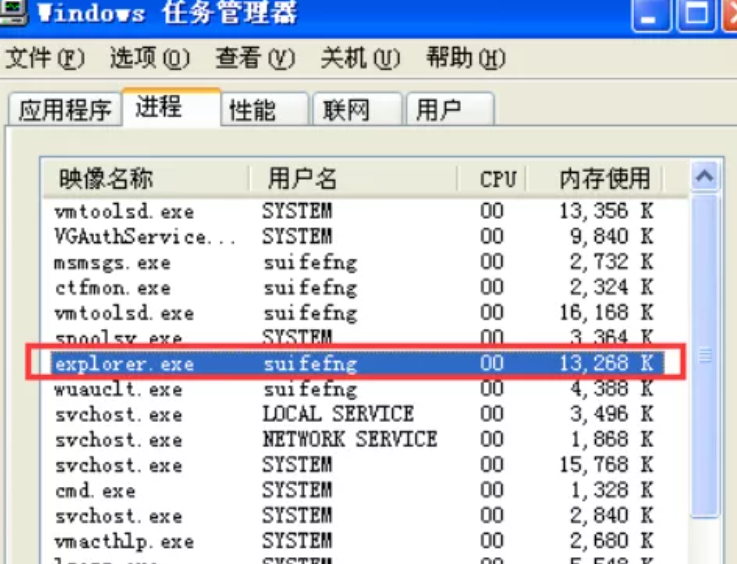 Windows 任务管理器
文件(F) 选项(O) 查看(V) 关机(U) 帮助(H)
应用程序 进程 性能 联网 用户
映像名称 用户名 CPU 内存使用
vmtoolsd.exe SYSTEM 00 13,356 K
VGAuthService... SYSTEM 00 9,840 K
msmsgs.exe suifefng 00 2,732 K
ctfmon.exe suifefng 00 2,324 K
vmtoolsd.exe suifefng 00 16,168 K
spoolsv.exe SYSTEM 00 3,364 K
explorer.exe suifefng 00 13,268 K
wuauclt.exe suifefng 00 4,388 K
svchost.exe LOCAL SERVICE 00 3,496 K
svchost.exe NETWORK SERVICE 00 1,868 K
svchost.exe SYSTEM 00 15,768 K
cmd.exe SYSTEM 00 1,328 K
svchost.exe SYSTEM 00 2,840 K
vmacthlp.exe SYSTEM 00 2,680 K
SYSTEM 00 5,548 K